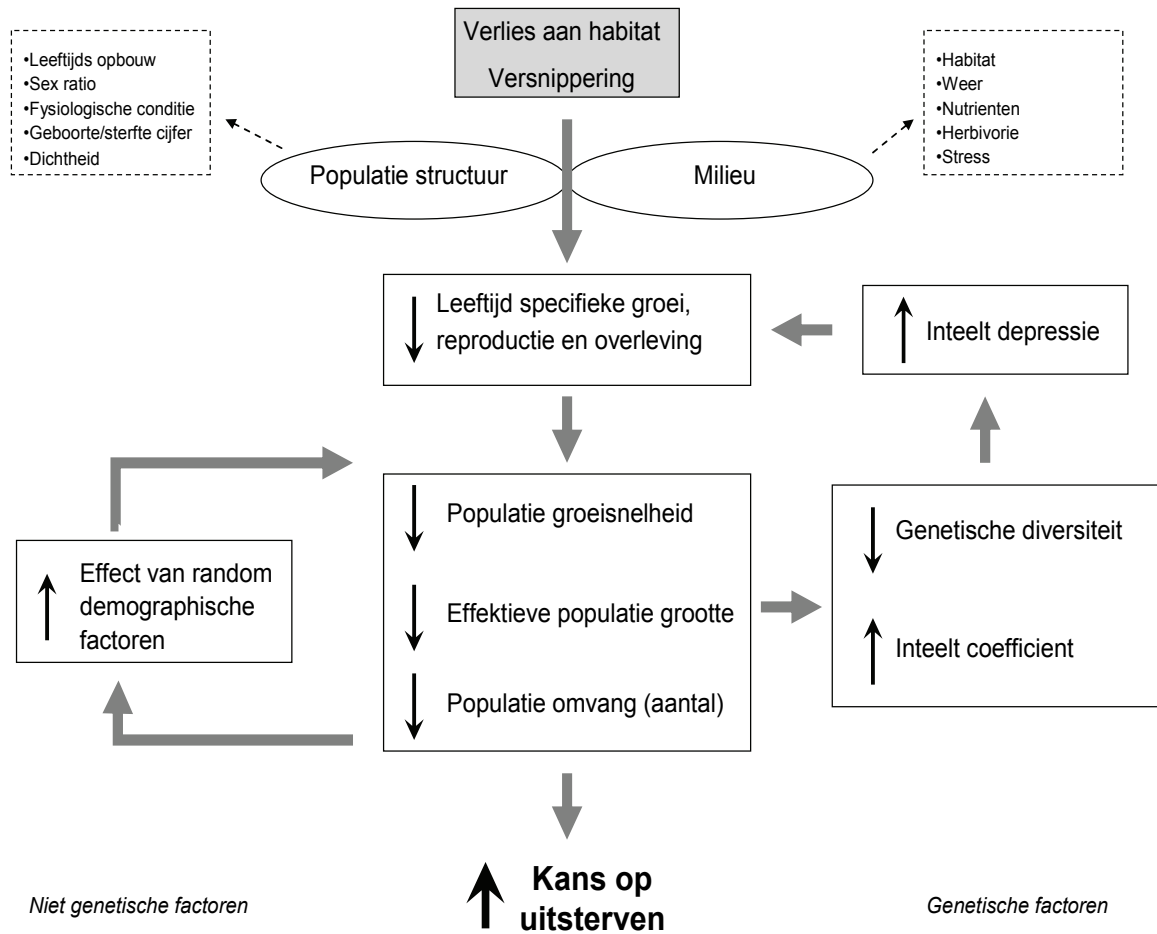 Verlies aan habitat
Versnippering
•Leeftijds opbouw
•Sex ratio
•Fysiologische conditie
•Geboorte/sterfte cijfer
•Dichtheid
•Habitat
•Weer
•Nutrienten
•Herbivorie
•Stress
Populatie structuur
Milieu
Leeftijd specifieke groei,
reproductie en overleving
Inteelt depressie
Populatie groeisnelheid
Effektieve populatie grootte
Populatie omvang (aantal)
Genetische diversiteit
Inteelt coefficient
Effect van random
demographische
factoren
Kans op
uitsterven
Niet genetische factoren
Genetische factoren